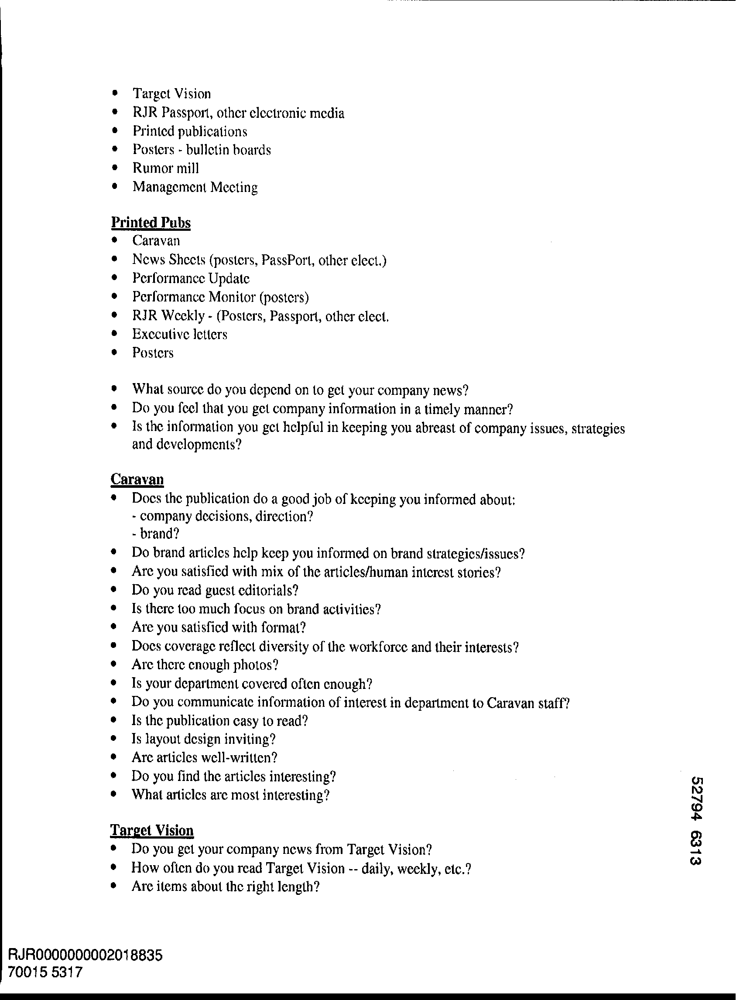 • Target Vision
• RJR Passport, other electronic media
• Printed publications
• Posters - bulletin boards
• Rumor mill
• Management Meeting
Printed Pubs
• Caravan
• News Sheets (posters, PassPort, other elect.)
• Performance Update
• Performance Monitor (posters)
• RJR Weekly - (Posters, Passport, other elect.
• Executive letters
• Posters
• What source do you depend on to get your company news?
• Do you feel that you get company information in a timely manner?
• Is the information you get helpful in keeping you abreast of company issues, strategies
and developments?
Caravan
• Does the publication do a good job of keeping you informed about:
- company decisions, direction?
- brand?
• Do brand articles help keep you informed on brand strategies/issues?
• Are you satisfied with mix of the articles/human interest stories?
• Do you read guest editorials?
• Is there too much focus on brand activities?
• Are you satisfied with format?
• Does coverage reflect diversity of the workforce and their interests?
• Are there enough photos?
• Is your department covered often enough?
• Do you communicate information of interest in department to Caravan staff?
• Is the publication easy to read?
• Is layout design inviting?
• Are articles well-written?
• Do you find the articles interesting?
• What articles are most interesting?
Target Vision
• Do you get your company news from Target Vision?
• How often do you read Target Vision -- daily, weekly, etc.?
• Are items about the right length?
52794 6313
RJR0000000002018835
70015 5317